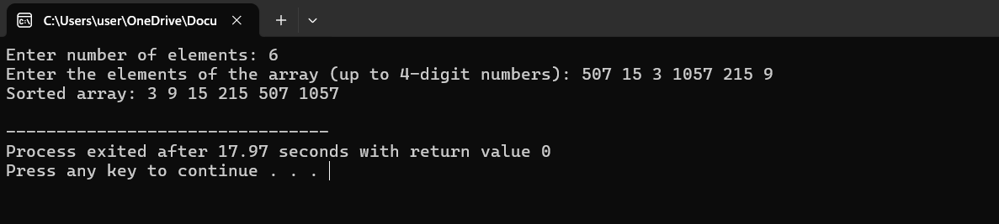 C:\Users\user\OneDrive\Docu
Enter number of elements: 6
Enter the elements of the array (up to 4-digit numbers): 507 15 3 1057 215 9
Sorted array: 3 9 15 215 507 1057
--------------------------------
Process exited after 17.97 seconds with return value 0
Press any key to continue . . .